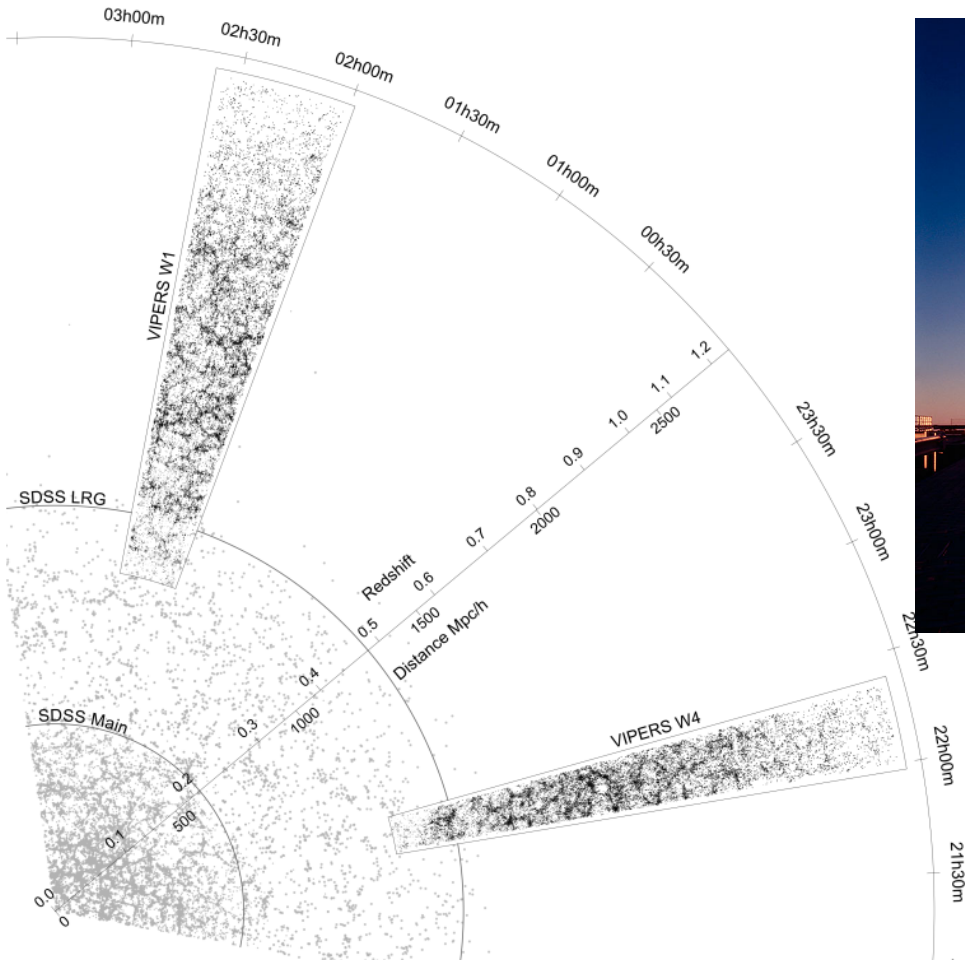 03h00m
02h30m
02h00m
01h30m
01h00m
00h30m
23h30m
23h00m
22h30m
22h00m
21h30m
VIPERS W1
SDSS LRG
SDSS Main
VIPERS W4
Redshift
0.0
0.1
0.2
0.3
0.4
0.5
0.6
0.7
0.8
0.9
1.0
1.1
1.2
Distance Mpc/h
0
500
1000
1500
2000
2500